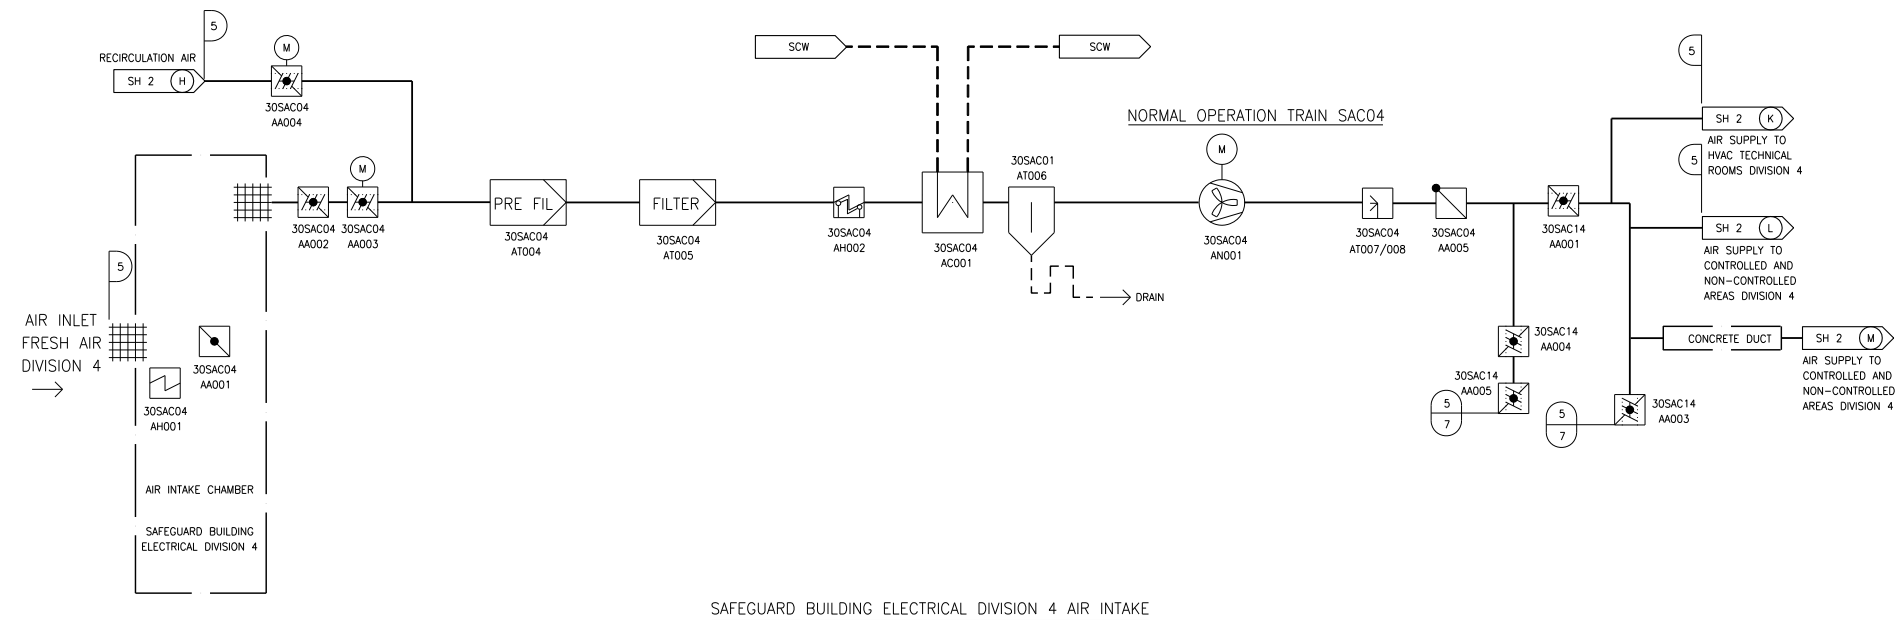 5
RECIRCULATION AIR
SH 2 H
M
30SAC04
AA004
SCW
SCW
NORMAL OPERATION TRAIN SAC04
5
SH 2 K
AIR SUPPLY TO
HVAC TECHNICAL
ROOMS DIVISION 4
5
SH 2 L
AIR SUPPLY TO
CONTROLLED AND
NON-CONTROLLED
AREAS DIVISION 4
30SAC04
AA002
M
30SAC04
AA003
PRE FIL
30SAC04
AT004
FILTER
30SAC04
AT005
30SAC04
AH002
30SAC04
AC001
30SAC01
AT006
DRAIN
M
30SAC04
AN001
30SAC04
AT007/008
30SAC04
AA005
30SAC14
AA001
30SAC14
AA004
30SAC14
AA005
5
7
5
7
30SAC14
AA003
CONCRETE DUCT
SH 2 M
AIR SUPPLY TO
CONTROLLED AND
NON-CONTROLLED
AREAS DIVISION 4
5
AIR INLET
FRESH AIR
DIVISION 4
30SAC04
AA001
30SAC04
AH001
AIR INTAKE CHAMBER
SAFEGUARD BUILDING
ELECTRICAL DIVISION 4
SAFEGUARD BUILDING ELECTRICAL DIVISION 4 AIR INTAKE